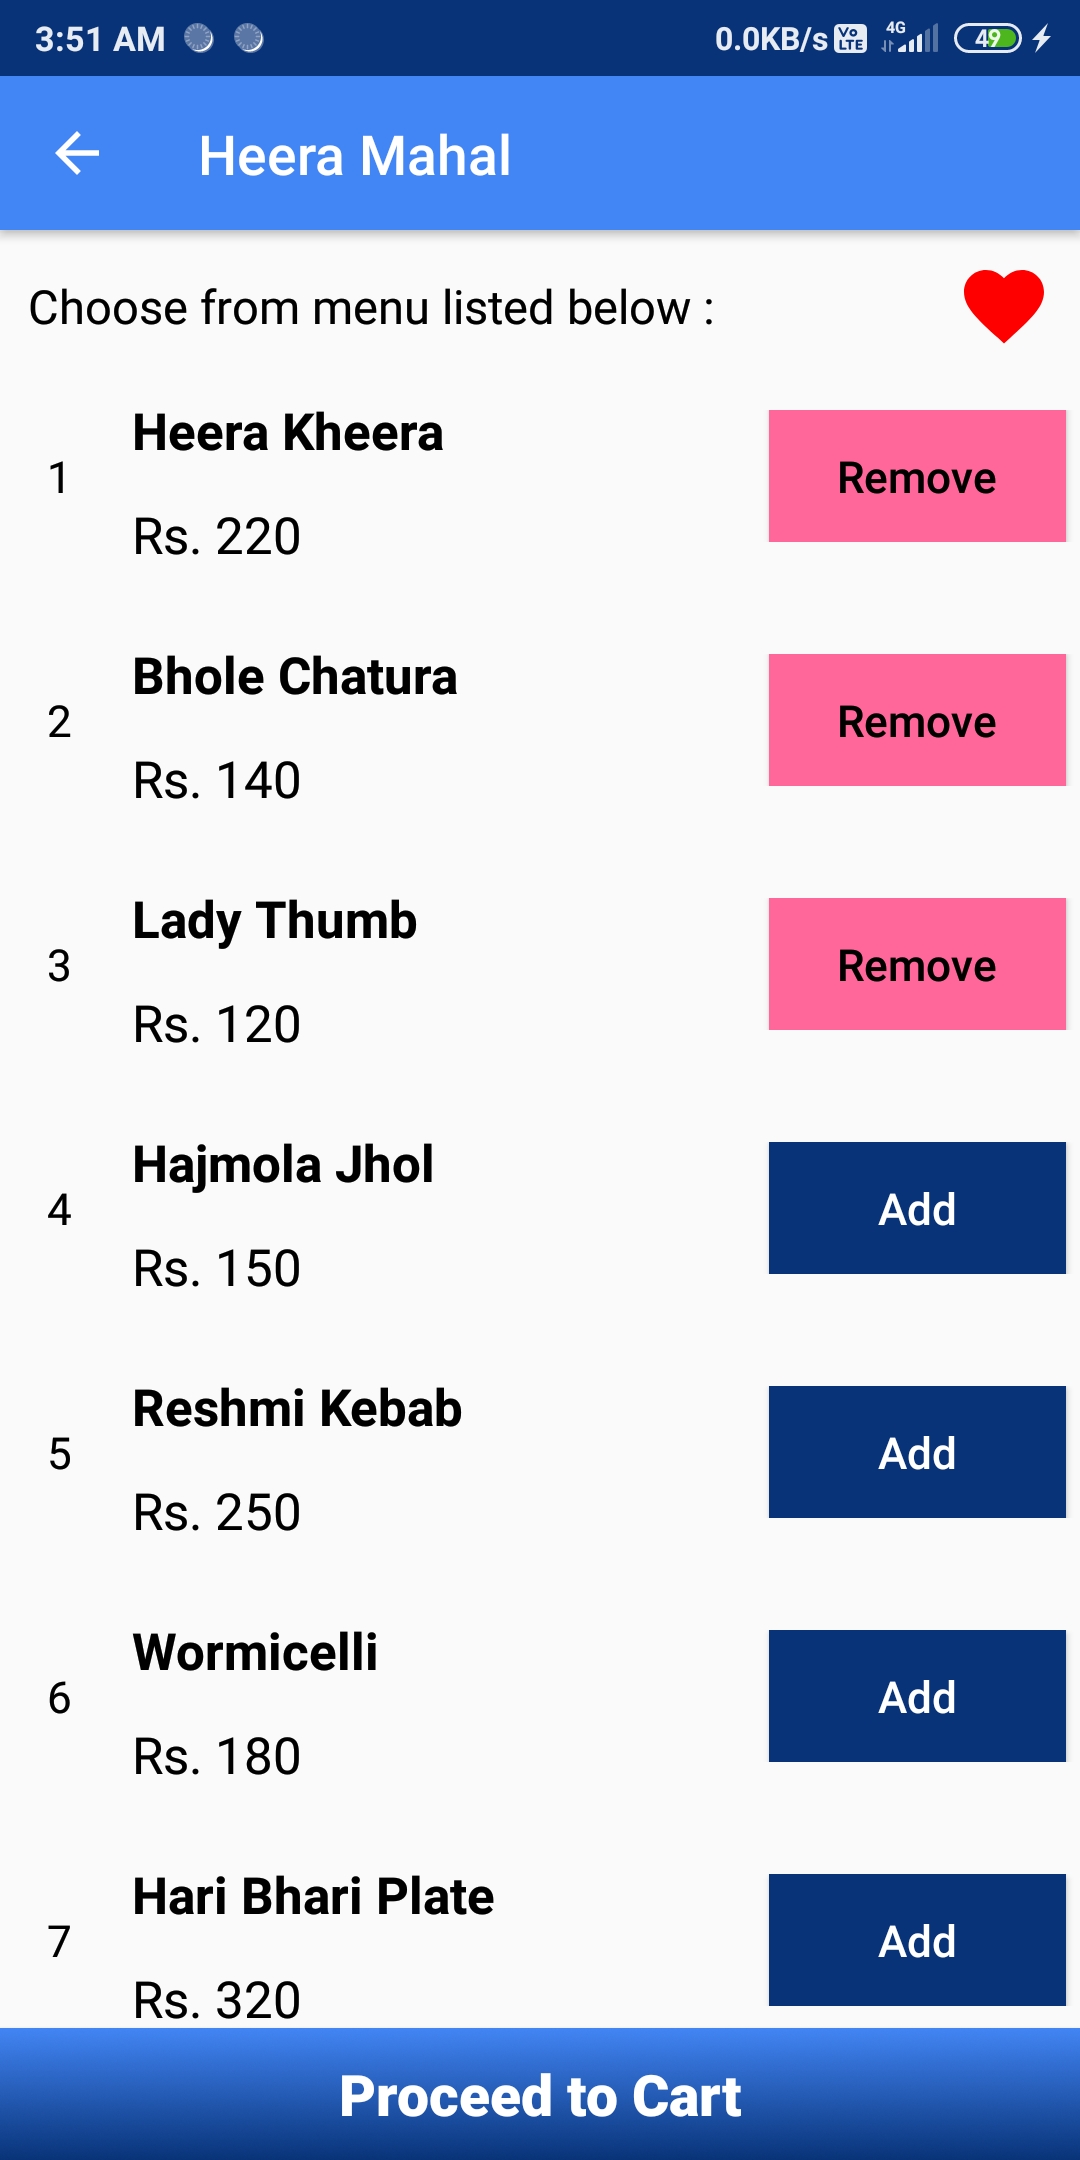 3:51 AM 0.0KB/s Vo LTE 4G 49
Heera Mahal
Choose from menu listed below :
1 Heera Kheera Remove
Rs. 220
2 Bhole Chatura Remove
Rs. 140
3 Lady Thumb Remove
Rs. 120
4 Hajmola Jhol Add
Rs. 150
5 Reshmi Kebab Add
Rs. 250
6 Wormicelli Add
Rs. 180
7 Hari Bhari Plate Add
Rs. 320
Proceed to Cart